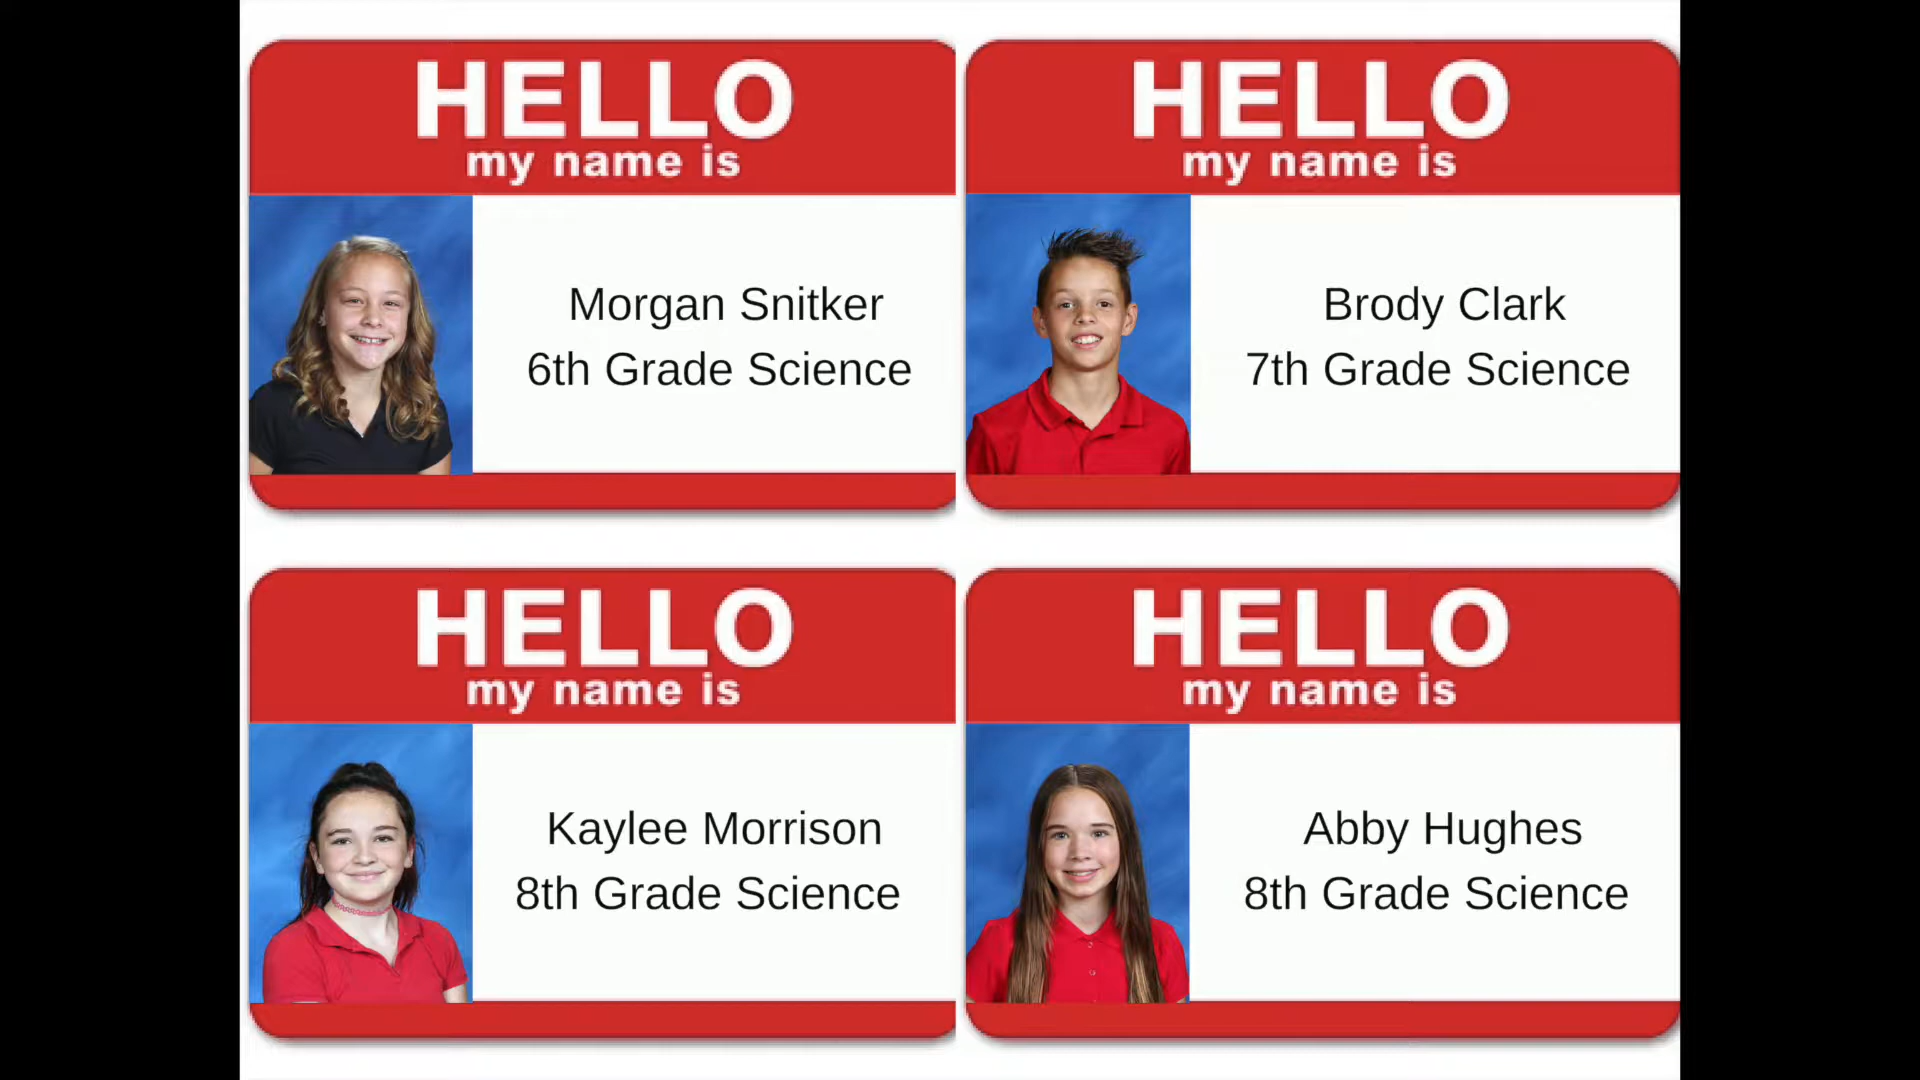 HELLO
my name is
Morgan Snitker
6th Grade Science
HELLO
my name is
Brody Clark
7th Grade Science
HELLO
my name is
Kaylee Morrison
8th Grade Science
HELLO
my name is
Abby Hughes
8th Grade Science